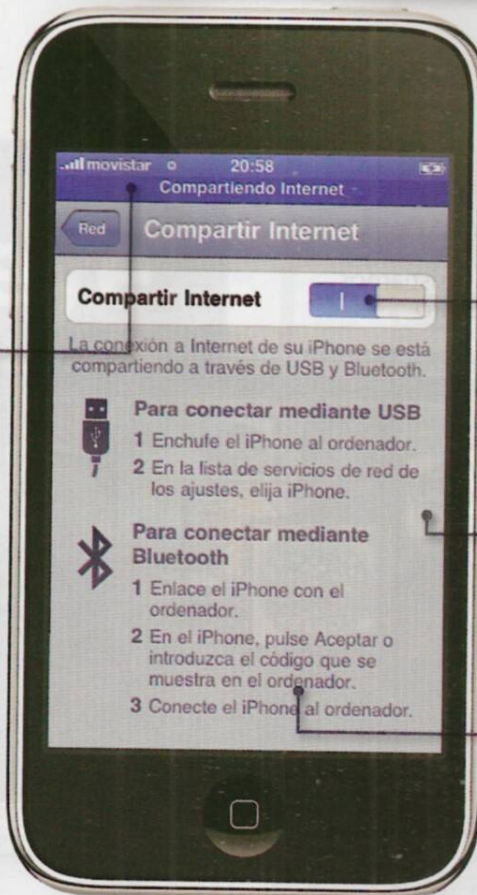 movistar 20:58
Compartiendo Internet
Red Compartir Internet
Compartir Internet
La conexión a Internet de su iPhone se está
compartiendo a través de USB y Bluetooth.
Para conectar mediante USB
1 Enchufe el iPhone al ordenador.
2 En la lista de servicios de red de
los ajustes, elija iPhone.
Para conectar mediante
Bluetooth
1 Enlace el iPhone con el
ordenador.
2 En el iPhone, pulse Aceptar o
introduzca el código que se
muestra en el ordenador.
3 Conecte el iPhone al ordenador.